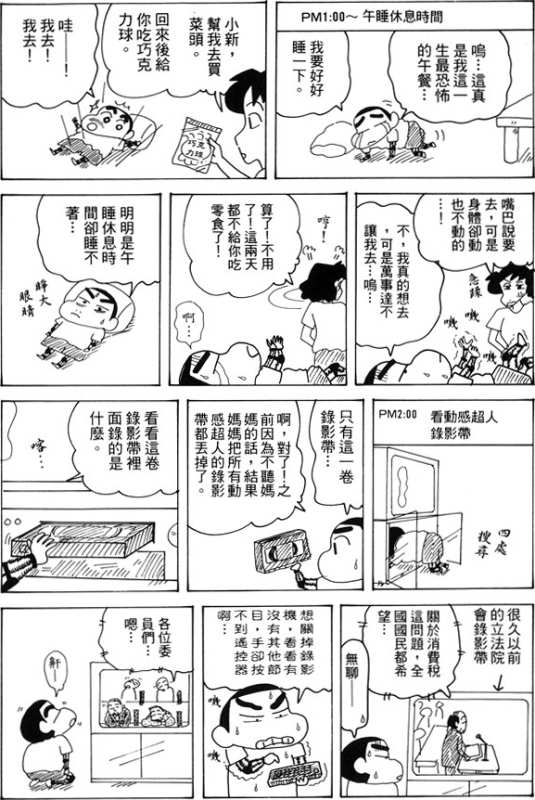 PM1:00～午睡休息時間
嗚…這真
是我這一
生最恐怖
的午餐…
我要好好
睡一下。
小新，
幫我去買
菜頭。
回來後給
你吃巧克
力球。
巧克
力球
哇──！
我去！
我去！
嘴巴說要
去，可是
身體卻動
也不動的
…！
急躁
嘰
嘰
不，我真的想去
，可是萬事達不
讓我去…嗚…
哼！
算了！不用
了！這兩天
都不給你吃
零食了！
啊…
明明是午
睡休息時
間卻睡不
著…
睜大
眼睛
PM2:00 看動感超人
錄影帶
四處
搜尋
只有這一卷
錄影帶…
啊，對了！之
前因為不聽媽
媽的話，結果
媽媽把所有動
感超人的錄影
帶都丟掉了。
看看這卷
錄影帶裡
面錄的是
什麼。
喀…
很久以前
的立法院
會錄影帶
關於消費稅
這問題，全
國國民都希
望…
無聊──
想關掉錄影
機，看看有
沒有其他節
目，手卻按
不到遙控器
啊…
嘰
嘰
各位委
員們…
嗯…
鼾──